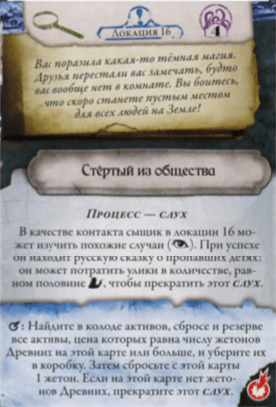 Локация 16
4
Вас поразила какая-то тёмная магия.
Друзья перестали вас замечать, будто
вас вообще нет в комнате. Вы боитесь,
что скоро станете пустым местом
для всех людей на Земле!
Стёртый из общества
Процесс — слух
В качестве контакта сыщик в локации 16 мо-
жет изучить похожие случаи ( ). При успехе
он находит русскую сказку о пропавших детях:
он может потратить улики в количестве, рав-
ном половине , чтобы прекратить этот слух.
: Найдите в колоде активов, сбросе и резерве
все активы, цена которых равна числу жетонов
Древних на этой карте или больше, и уберите их
в коробку. Затем сбросьте с этой карты
1 жетон. Если на этой карте нет жето-
нов Древних, прекратите этот слух.